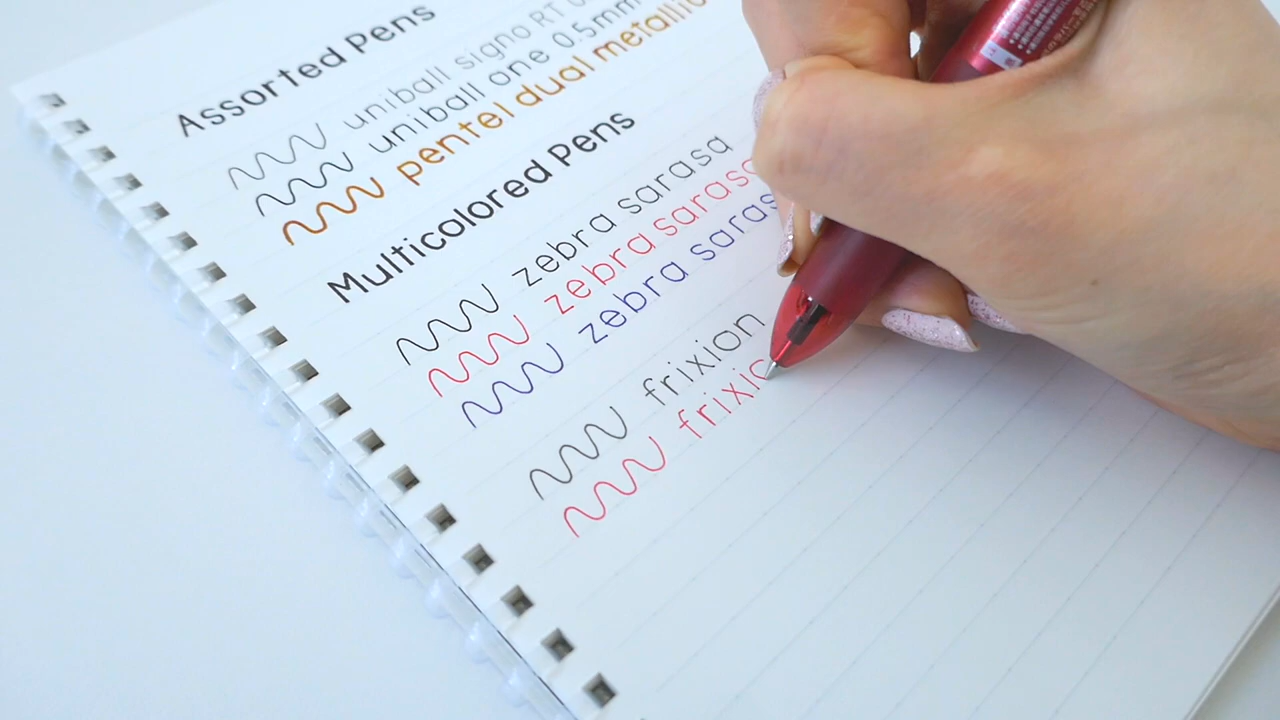 Assorted Pens
uniball signo RT
uniball one 0.5mm
pentel dual metallic
Multicolored Pens
zebra sarasa
zebra sarasa
zebra saras
frixion
frixio